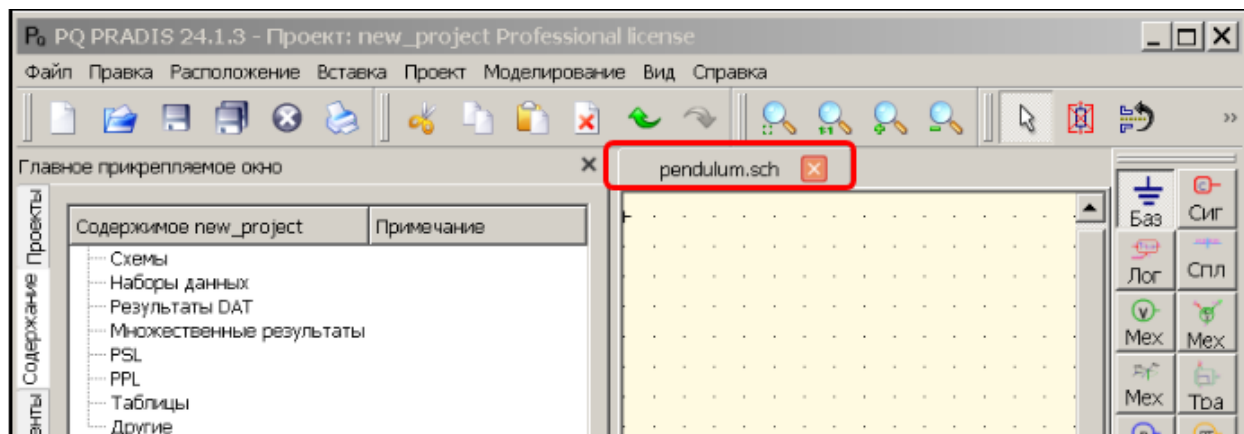 PQ PRADIS 24.1.3 - Проект: new_project Professional license
Файл Правка Расположение Вставка Проект Моделирование Вид Справка
Главное прикрепляемое окно
pendulum.sch
Проекты
Содержание
Содержимое new_project Примечание
Схемы
Наборы данных
Результаты DAT
Множественные результаты
PSL
PPL
Таблицы
Другие
Баз Сиг
Лог Спл
Мех Мех
Мех Тра